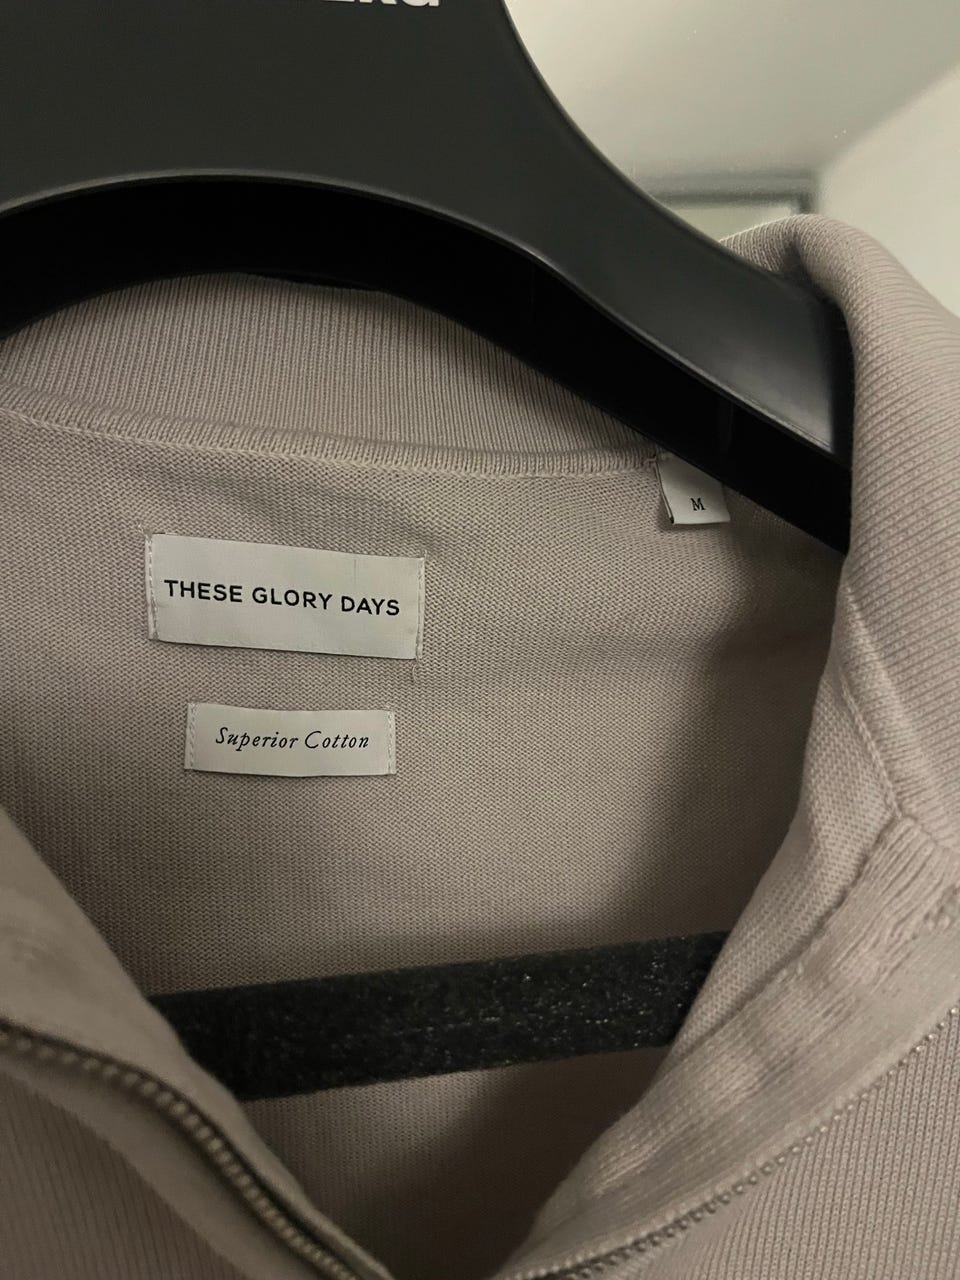 M
THESE GLORY DAYS
Superior Cotton